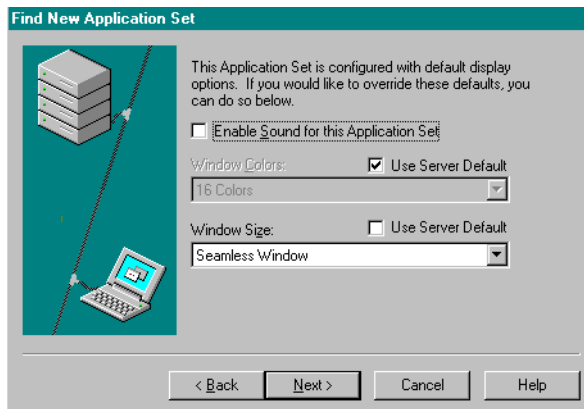 Find New Application Set
This Application Set is configured with default display
options. If you would like to override these defaults, you
can do so below.
Enable Sound for this Application Set
Window Colors: Use Server Default
16 Colors
Window Size: Use Server Default
Seamless Window
< Back Next > Cancel Help